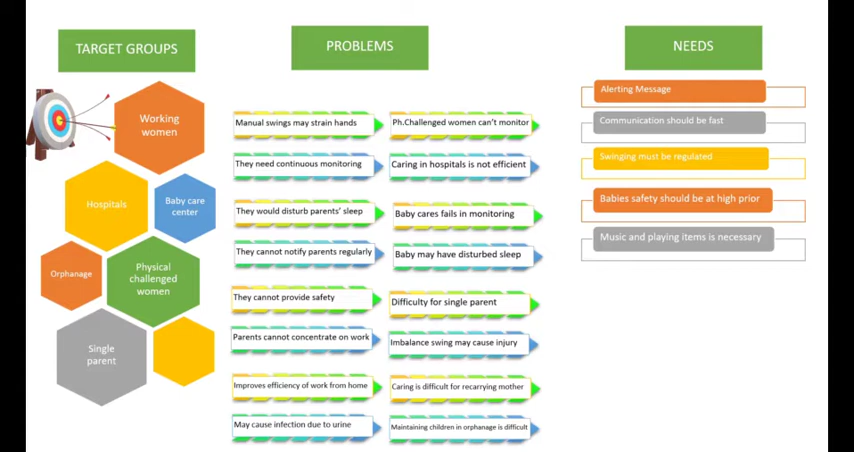 TARGET GROUPS
Working
women
Hospitals
Baby care
center
Orphanage
Physical
challenged
women
Single
parent
PROBLEMS
Manual swings may strain hands
Ph.Challenged women can't monitor
They need continuous monitoring
Caring in hospitals is not efficient
They would disturb parents' sleep
Baby cares fails in monitoring
They cannot notify parents regularly
Baby may have disturbed sleep
They cannot provide safety
Difficulty for single parent
Parents cannot concentrate on work
Imbalance swing may cause injury
Improves efficiency of work from home
Caring is difficult for recarrying mother
May cause infection due to urine
Maintaining children in orphanage is difficult
NEEDS
Alerting Message
Communication should be fast
Swinging must be regulated
Babies safety should be at high prior
Music and playing items is necessary